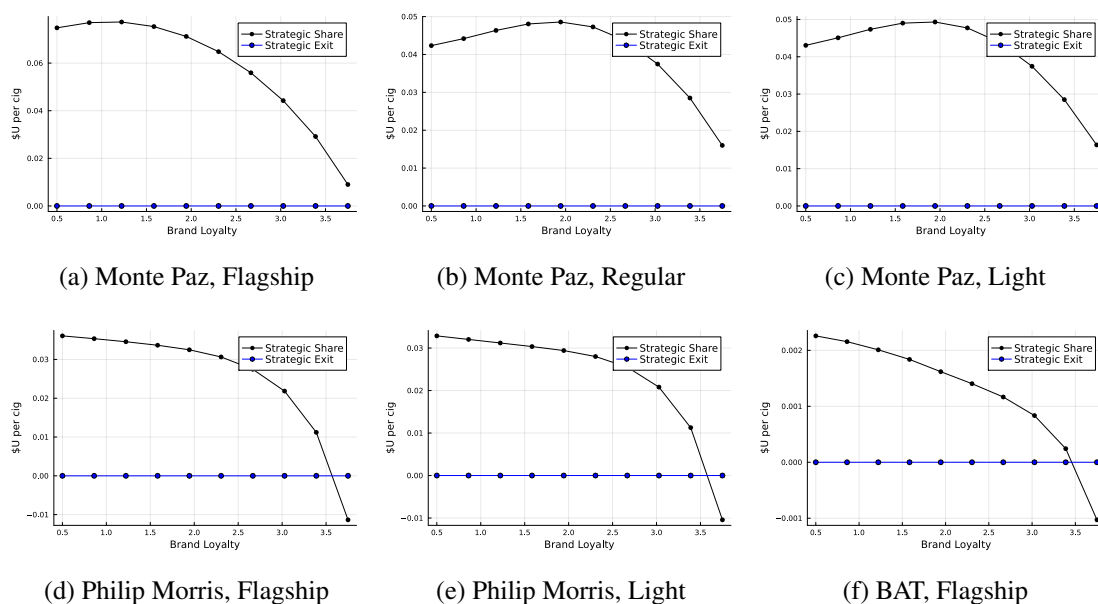 $U per cig
0.06
0.04
0.02
0.00
Strategic Share
Strategic Exit
0.5 1.0 1.5 2.0 2.5 3.0 3.5
Brand Loyalty
(a) Monte Paz, Flagship
$U per cig
0.05
0.04
0.03
0.02
0.01
0.00
Strategic Share
Strategic Exit
0.5 1.0 1.5 2.0 2.5 3.0 3.5
Brand Loyalty
(b) Monte Paz, Regular
$U per cig
0.05
0.04
0.03
0.02
0.01
0.00
Strategic Share
Strategic Exit
0.5 1.0 1.5 2.0 2.5 3.0 3.5
Brand Loyalty
(c) Monte Paz, Light
$U per cig
0.03
0.02
0.01
0.00
−0.01
Strategic Share
Strategic Exit
0.5 1.0 1.5 2.0 2.5 3.0 3.5
Brand Loyalty
(d) Philip Morris, Flagship
$U per cig
0.03
0.02
0.01
0.00
−0.01
Strategic Share
Strategic Exit
0.5 1.0 1.5 2.0 2.5 3.0 3.5
Brand Loyalty
(e) Philip Morris, Light
$U per cig
0.002
0.001
0.000
−0.001
Strategic Share
Strategic Exit
0.5 1.0 1.5 2.0 2.5 3.0 3.5
Brand Loyalty
(f) BAT, Flagship